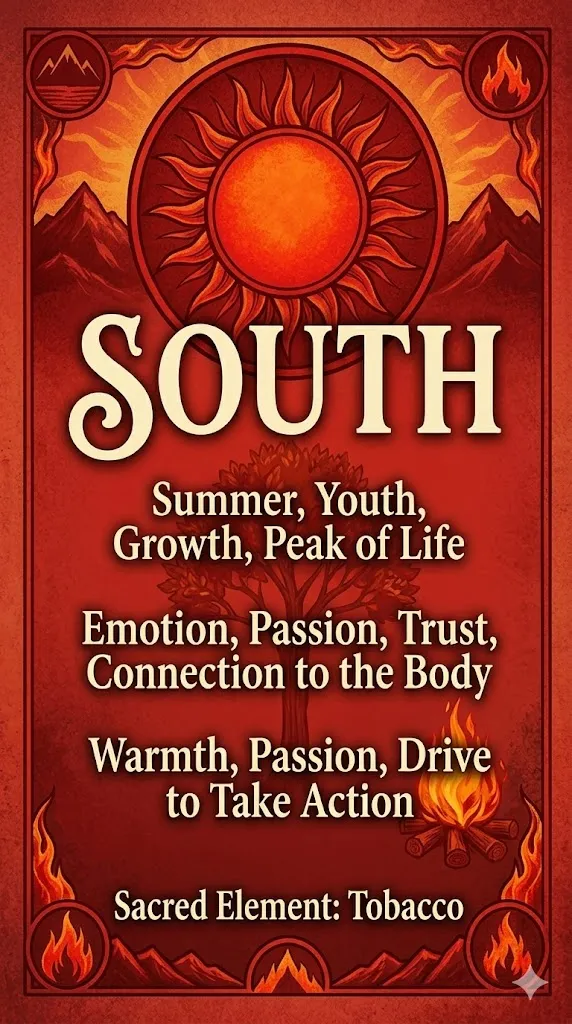 South
Summer, Youth,
Growth, Peak of Life
Emotion, Passion, Trust,
Connection to the Body
Warmth, Passion, Drive
to Take Action
Sacred Element: Tobacco